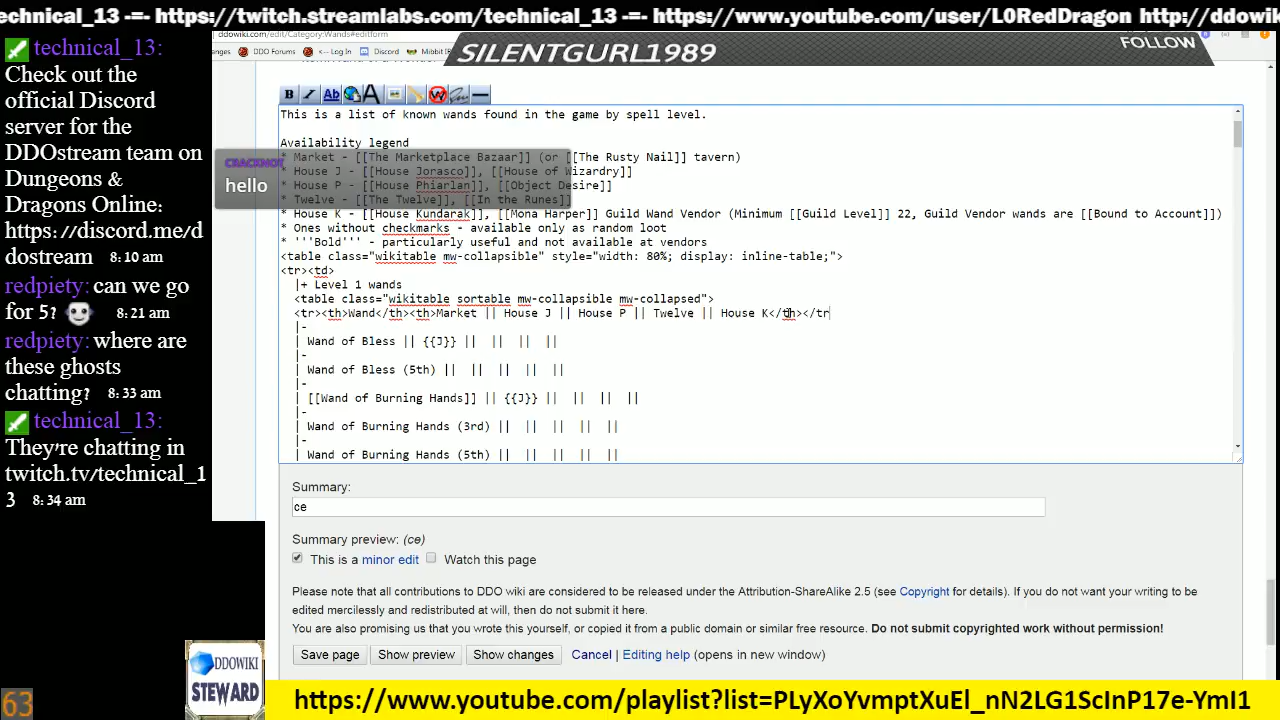 technical_13 -=- https://twitch.streamlabs.com/technical_13 -=- https://www.youtube.com/user/L0RedDragon http://ddowik
technical_13:
Check out the
official Discord
server for the
DDOstream team on
Dungeons &
Dragons Online:
https://discord.me/d
dostream 8:10 am
redpiety: can we go
for 5? 8:21 am
redpiety: where are
these ghosts
chatting? 8:33 am
technical_13:
They're chatting in
twitch.tv/technical_1
3 8:34 am
63
ddowiki.com/edit/Category:Wands#editform
nges DDO Forums <-- Log.In Discord Mibbit
SILENTGURL1989
FOLLOW
CRACKNOT
hello
This is a list of known wands found in the game by spell level.
Availability legend
* Market - [[The Marketplace Bazaar]] (or [[The Rusty Nail]] tavern)
* House J - [[House Jorasco]], [[House of Wizardry]]
* House P - [[House Phiarlan]], [[Object Desire]]
* Twelve - [[The Twelve]], [[In the Runes]]
* House K - [[House Kundarak]], [[Mona Harper]] Guild Wand Vendor (Minimum [[Guild Level]] 22, Guild Vendor wands are [[Bound to Account]])
* Ones without checkmarks - available only as random loot
* '''Bold''' - particularly useful and not available at vendors
<table class="wikitable mw-collapsible" style="width: 80%; display: inline-table;">
<tr><td>
|+ Level 1 wands
<table class="wikitable sortable mw-collapsible mw-collapsed">
<tr><th>Wand</th><th>Market || House J || House P || Twelve || House K</th></tr
|-
| Wand of Bless || {{J}} || || || ||
|-
| Wand of Bless (5th) || || || || ||
|-
| [[Wand of Burning Hands]] || {{J}} || || || ||
|-
| Wand of Burning Hands (3rd) || || || || ||
|-
| Wand of Burning Hands (5th) || || || || ||
Summary:
ce
Summary preview: (ce)
This is a minor edit Watch this page
Please note that all contributions to DDO wiki are considered to be released under the Attribution-ShareAlike 2.5 (see Copyright for details). If you do not want your writing to be
edited mercilessly and redistributed at will, then do not submit it here.
You are also promising us that you wrote this yourself, or copied it from a public domain or similar free resource. Do not submit copyrighted work without permission!
Save page Show preview Show changes Cancel | Editing help (opens in new window)
DDOWIKI
STEWARD
https://www.youtube.com/playlist?list=PLyXoYvmptXuEl_nN2LG1ScInP17e-YmI1